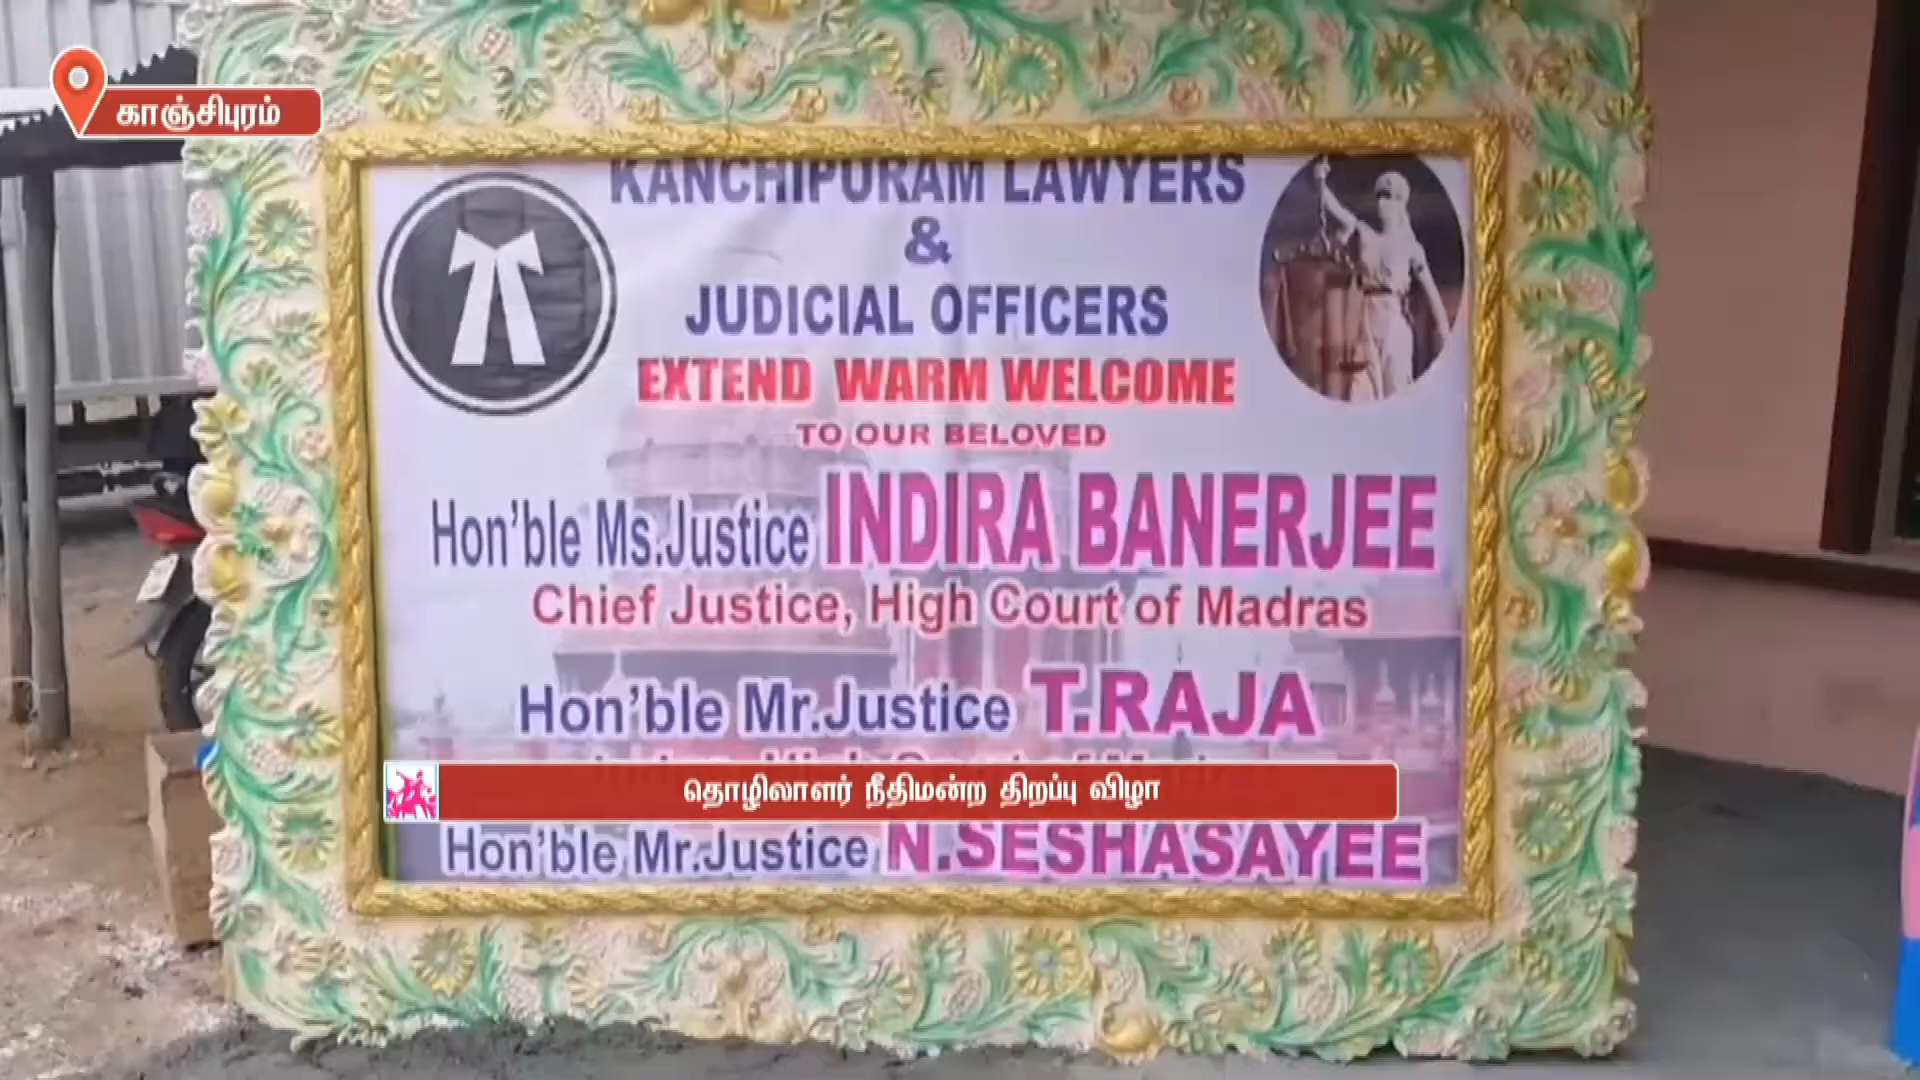 காஞ்சிபுரம்
KANCHIPURAM LAWYERS
&
JUDICIAL OFFICERS
EXTEND WARM WELCOME
TO OUR BELOVED
Hon'ble Ms.Justice INDIRA BANERJEE
Chief Justice, High Court of Madras
Hon'ble Mr.Justice T.RAJA
தொழிலாளர் நீதிமன்ற திறப்பு விழா
Hon'ble Mr.Justice N.SESHASAYEE